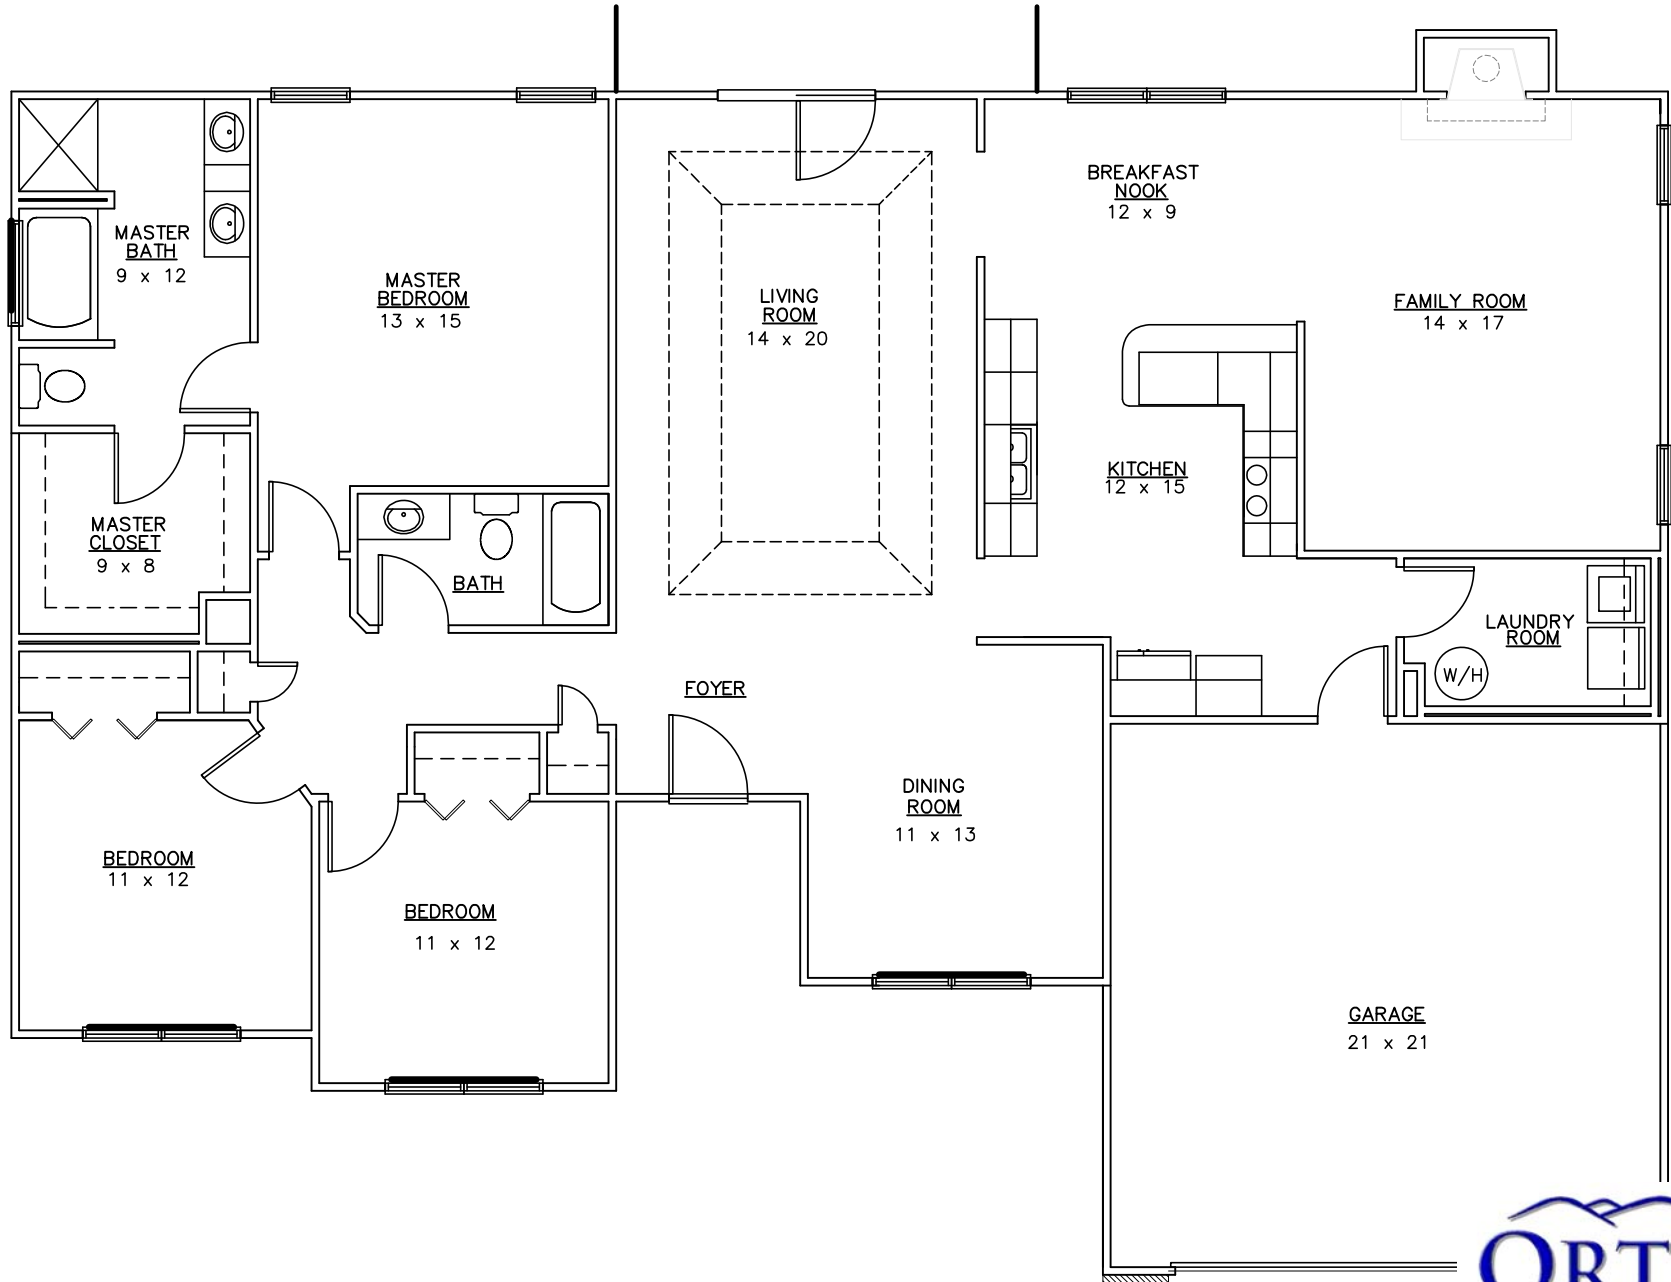 MASTER
BATH
9 x 12
MASTER
BEDROOM
13 x 15
LIVING
ROOM
14 x 20
BREAKFAST
NOOK
12 x 9
FAMILY ROOM
14 x 17
KITCHEN
12 x 15
MASTER
CLOSET
9 x 8
BATH
LAUNDRY
ROOM
W/H
FOYER
DINING
ROOM
11 x 13
BEDROOM
11 x 12
BEDROOM
11 x 12
GARAGE
21 x 21